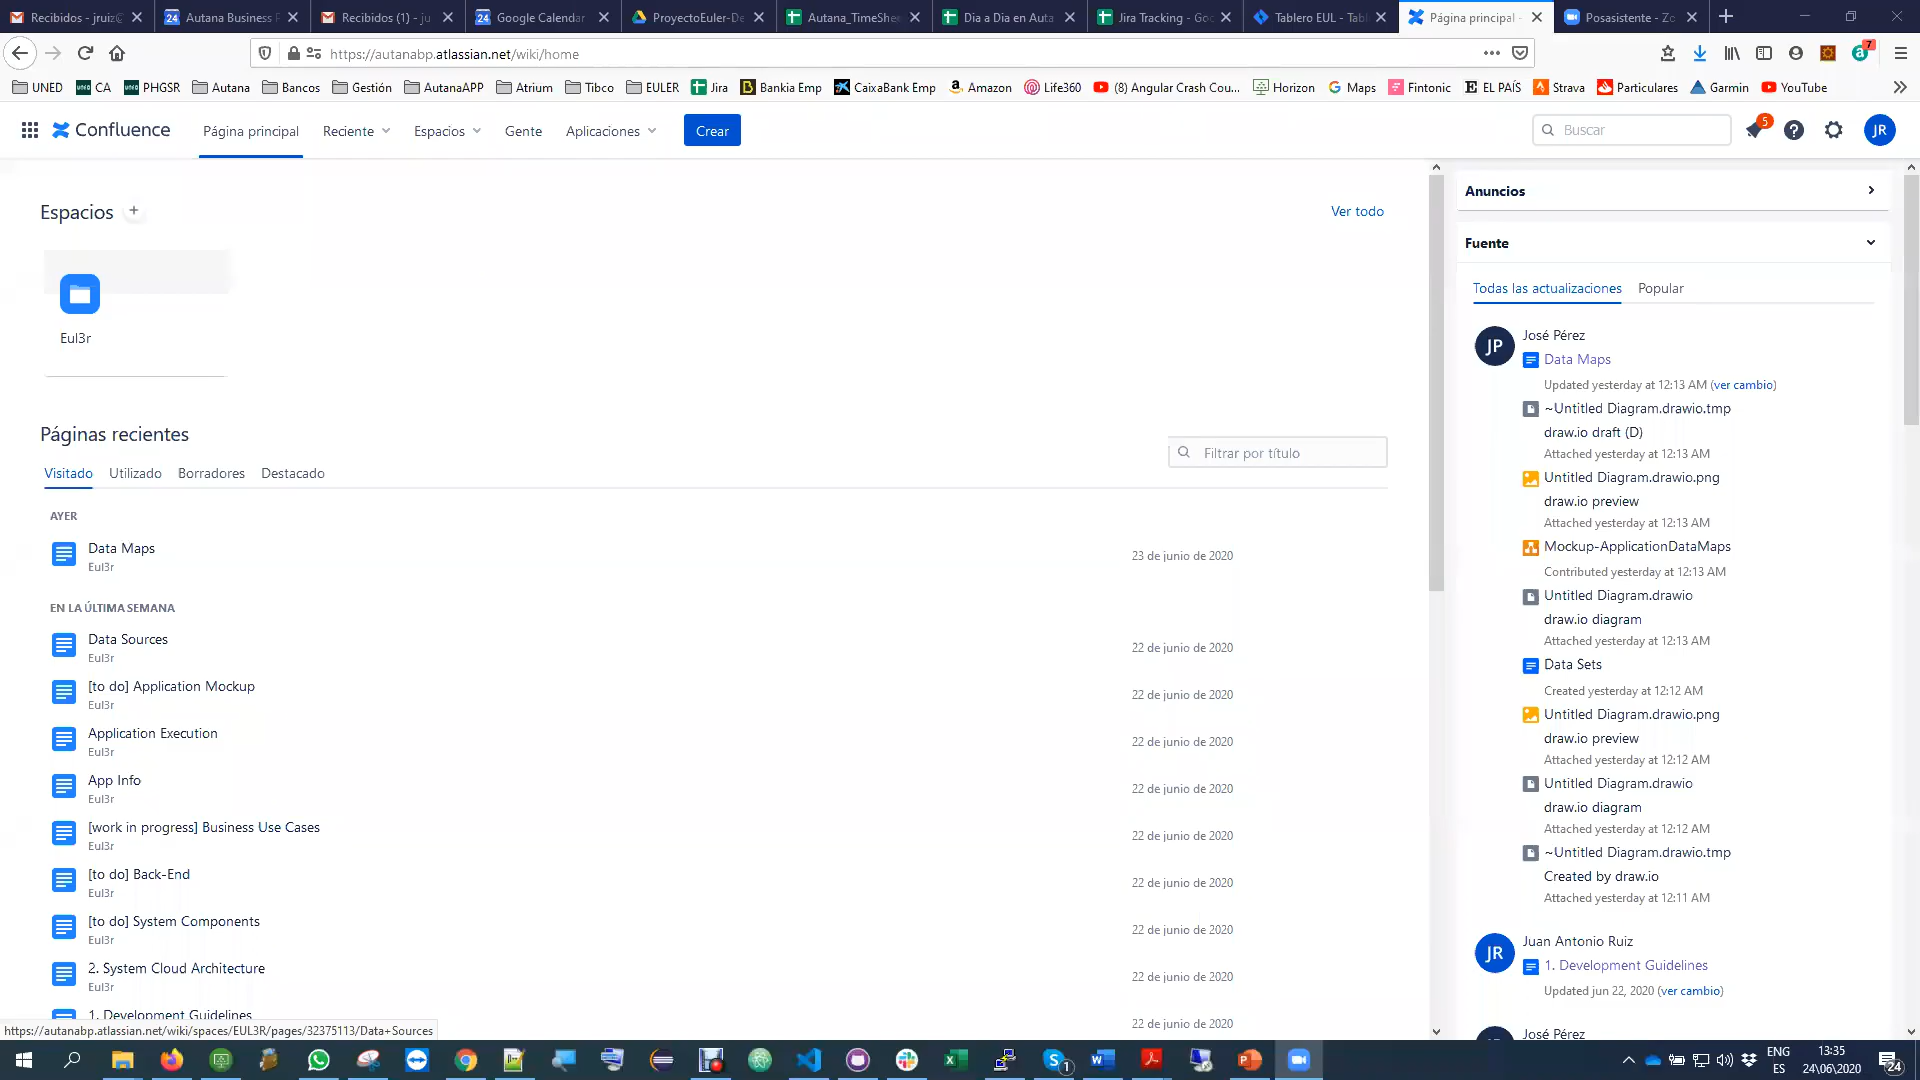 Recibidos - jruiz@
Autana Business P
Recibidos (1) - ju
Google Calendar
ProyectoEuler-De
Autana_TimeShee
Dia a Dia en Auta
Jira Tracking - Goo
Tablero EUL - Tabl
Página principal -
Posasistente - Zo
https://autanabp.atlassian.net/wiki/home
7
UNED
CA
PHGSR
Autana
Bancos
Gestión
AutanaAPP
Atrium
Tibco
EULER
Jira
Bankia Emp
CaixaBank Emp
Amazon
Life360
(8) Angular Crash Cou...
Horizon
Maps
Fintonic
EL PAÍS
Strava
Particulares
Garmin
YouTube
Confluence
Página principal
Reciente
Espacios
Gente
Aplicaciones
Crear
Buscar
5
JR
Espacios +
Ver todo
Eul3r
Páginas recientes
Filtrar por título
Visitado
Utilizado
Borradores
Destacado
AYER
Data Maps
Eul3r
23 de junio de 2020
EN LA ÚLTIMA SEMANA
Data Sources
Eul3r
22 de junio de 2020
[to do] Application Mockup
Eul3r
22 de junio de 2020
Application Execution
Eul3r
22 de junio de 2020
App Info
Eul3r
22 de junio de 2020
[work in progress] Business Use Cases
Eul3r
22 de junio de 2020
[to do] Back-End
Eul3r
22 de junio de 2020
[to do] System Components
Eul3r
22 de junio de 2020
2. System Cloud Architecture
Eul3r
22 de junio de 2020
1. Development Guidelines
22 de junio de 2020
https://autanabp.atlassian.net/wiki/spaces/EUL3R/pages/32375113/Data+Sources
Anuncios
Fuente
Todas las actualizaciones
Popular
JP
José Pérez
Data Maps
Updated yesterday at 12:13 AM (ver cambio)
~Untitled Diagram.drawio.tmp
draw.io draft (D)
Attached yesterday at 12:13 AM
Untitled Diagram.drawio.png
draw.io preview
Attached yesterday at 12:13 AM
Mockup-ApplicationDataMaps
Contributed yesterday at 12:13 AM
Untitled Diagram.drawio
draw.io diagram
Attached yesterday at 12:13 AM
Data Sets
Created yesterday at 12:12 AM
Untitled Diagram.drawio.png
draw.io preview
Attached yesterday at 12:12 AM
Untitled Diagram.drawio
draw.io diagram
Attached yesterday at 12:12 AM
~Untitled Diagram.drawio.tmp
Created by draw.io
Attached yesterday at 12:11 AM
JR
Juan Antonio Ruiz
1. Development Guidelines
Updated jun 22, 2020 (ver cambio)
José Pérez
ENG
ES
13:35
24/06/2020
24